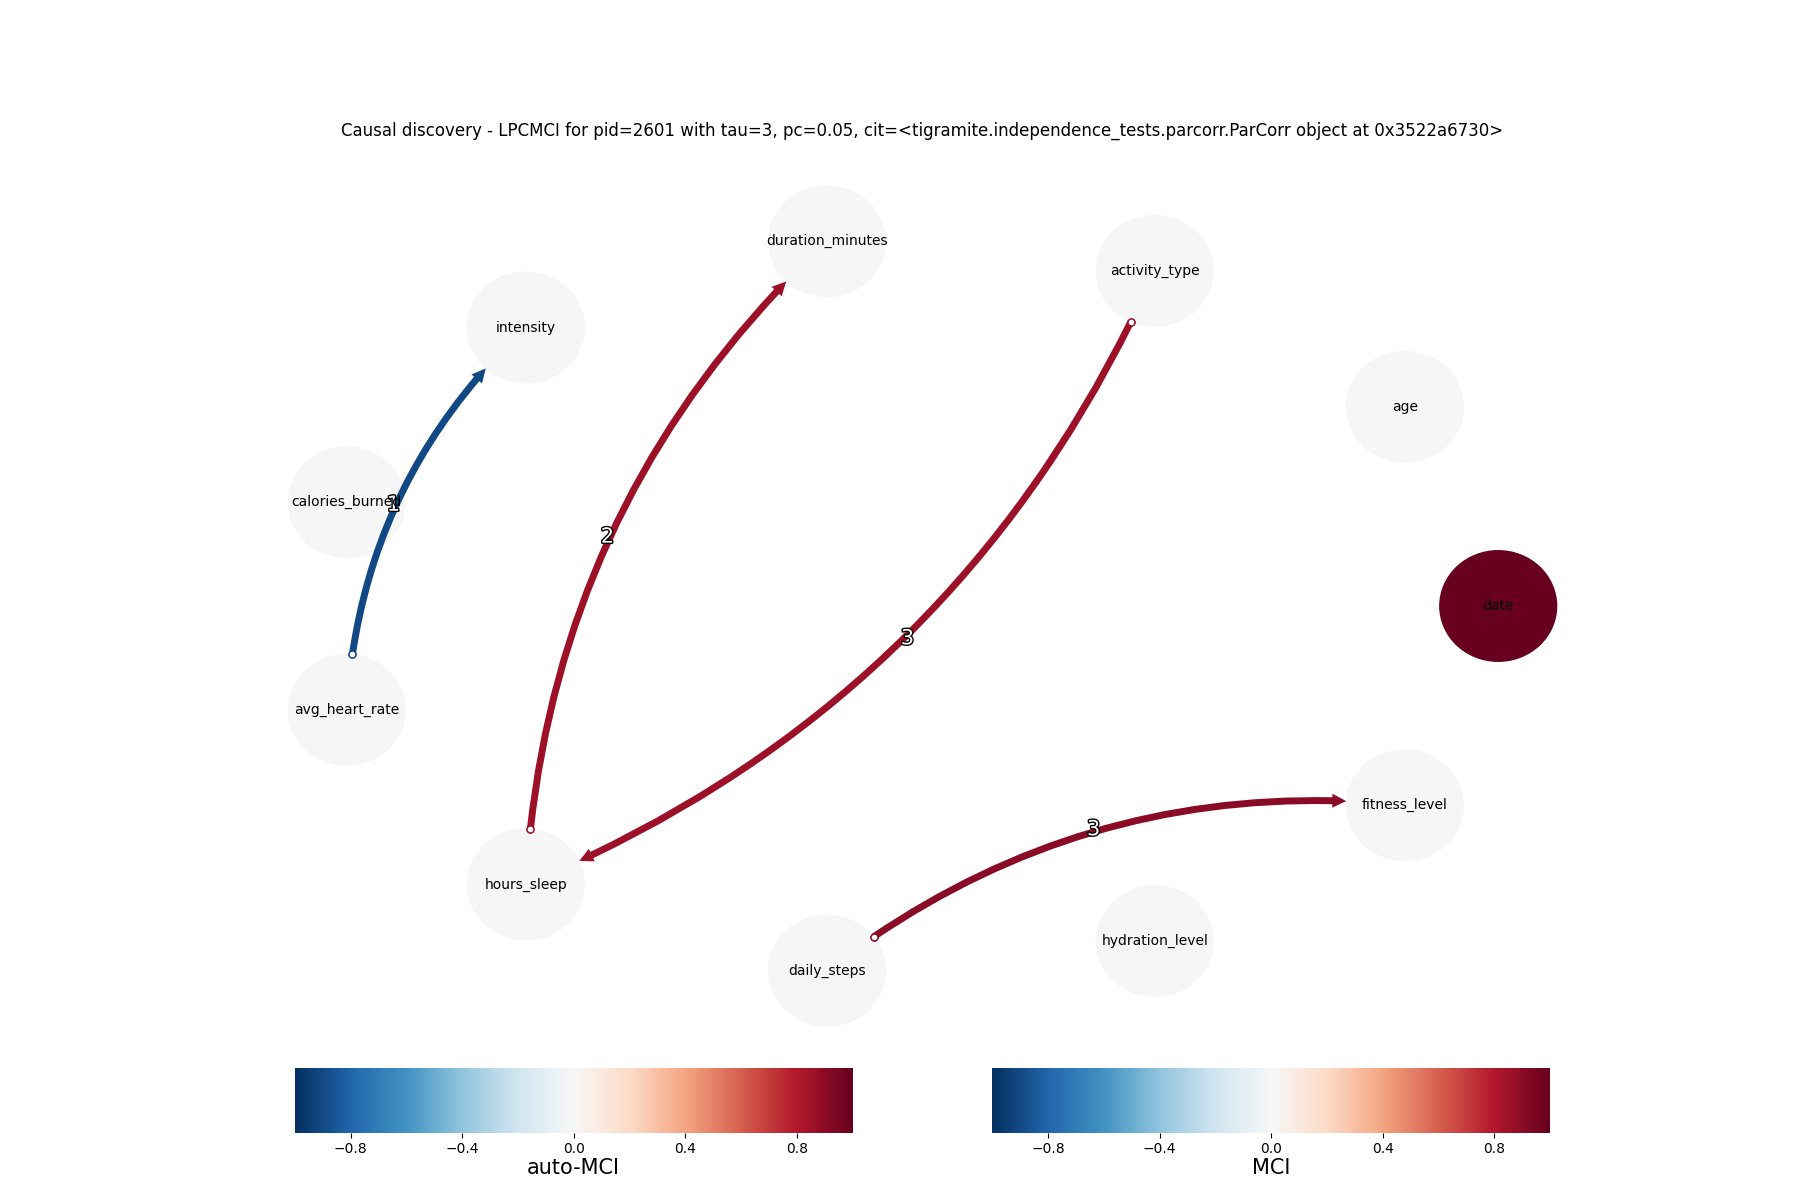 Causal discovery - LPCMCI for pid=2601 with tau=3, pc=0.05, cit=<tigramite.independence_tests.parcorr.ParCorr object at 0x3522a6730>
duration_minutes
activity_type
intensity
age
calories_burned
1
2
date
3
avg_heart_rate
fitness_level
3
hours_sleep
hydration_level
daily_steps
−0.8 −0.4 0.0 0.4 0.8
auto-MCI
−0.8 −0.4 0.0 0.4 0.8
MCI